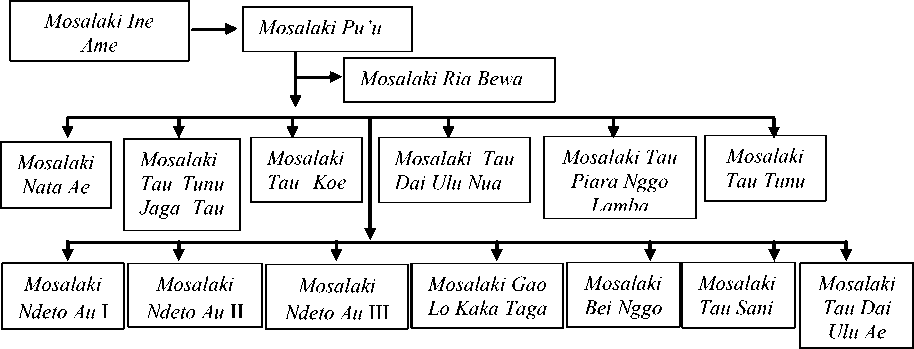 Mosalaki Ine
Ame
Mosalaki Pu'u
Mosalaki Ria Bewa
Mosalaki
Nata Ae
Mosalaki
Tau Tunu
Jaga Tau
Mosalaki
Tau Koe
Mosalaki Tau
Dai Ulu Nua
Mosalaki Tau
Piara Nggo
Lamba
Mosalaki
Tau Tunu
Mosalaki
Ndeto Au I
Mosalaki
Ndeto Au II
Mosalaki
Ndeto Au III
Mosalaki Gao
Lo Kaka Taga
Mosalaki
Bei Nggo
Mosalaki
Tau Sani
Mosalaki
Tau Dai
Ulu Ae